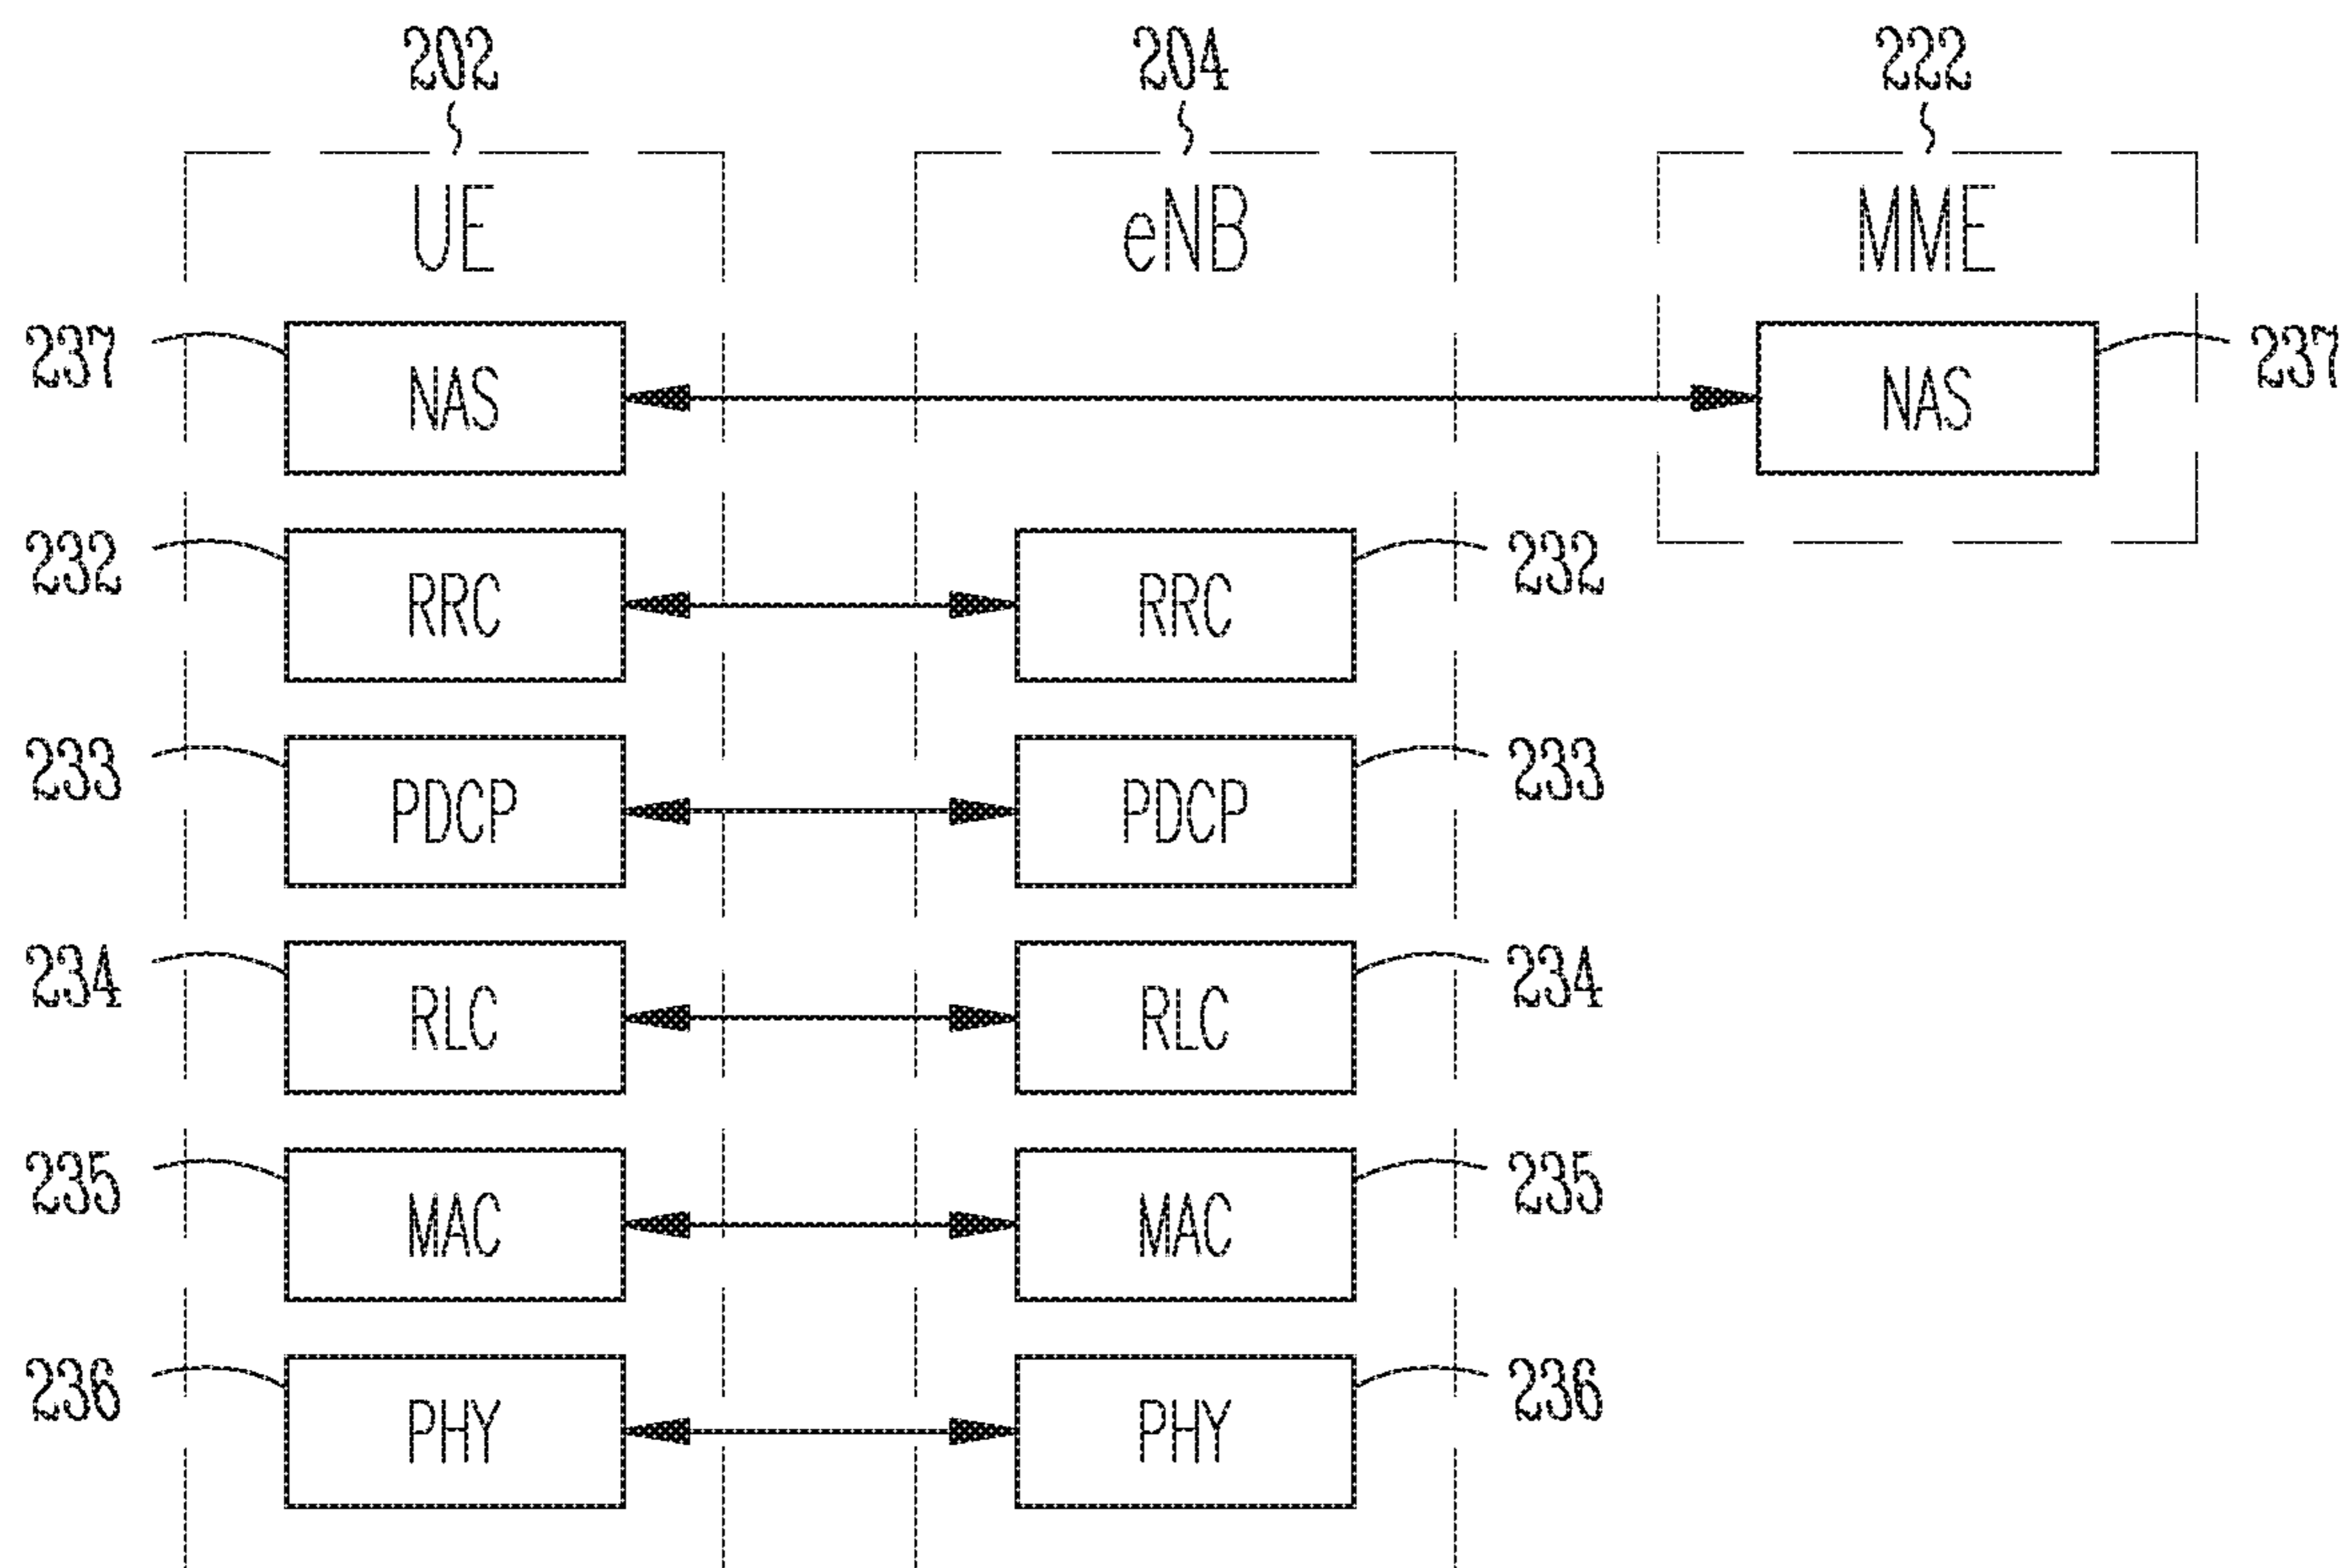 202 204 222
UE eNB MME
237 NAS NAS 237
232 RRC RRC 232
233 PDCP PDCP 233
234 RLC RLC 234
235 MAC MAC 235
236 PHY PHY 236